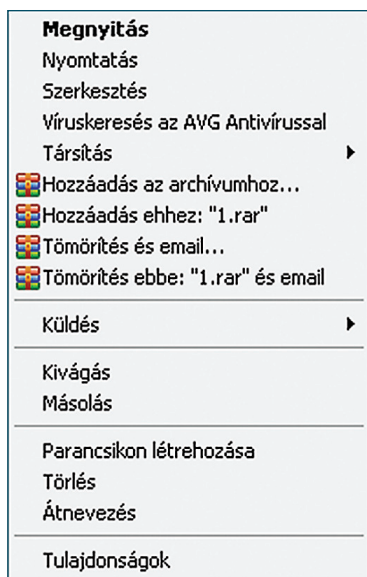 Megnyitás
Nyomtatás
Szerkesztés
Víruskeresés az AVG Antivírussal
Társítás
Hozzáadás az archívumhoz...
Hozzáadás ehhez: "1.rar"
Tömörítés és email...
Tömörítés ebbe: "1.rar" és email
Küldés
Kivágás
Másolás
Parancsikon létrehozása
Törlés
Átnevezés
Tulajdonságok